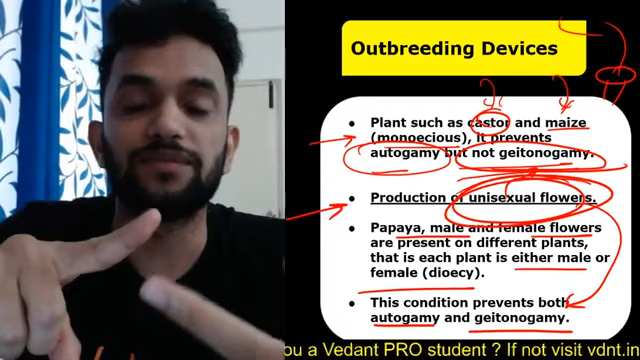 Outbreeding Devices
• Plant such as castor and maize
(monoecious), it prevents
autogamy but not geitonogamy.
• Production of unisexual flowers.
• Papaya, male and female flowers
are present on different plants,
that is each plant is either male or
female (dioecy).
• This condition prevents both
autogamy and geitonogamy.
ou a Vedant PRO student ? If not visit vdnt.in